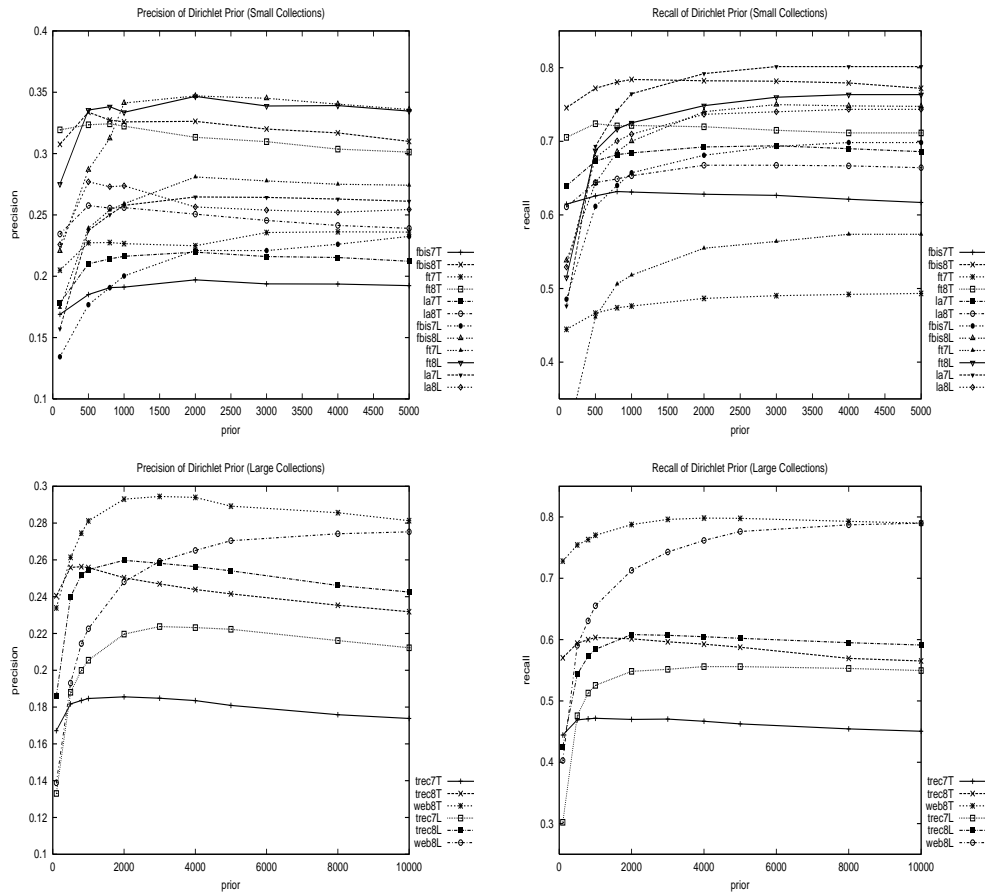 Precision of Dirichlet Prior (Small Collections)
0.4
0.35
0.3
0.25
0.2
0.15
0.1
precision
0 500 1000 1500 2000 2500 3000 3500 4000 4500 5000
prior
fbis7T
fbis8T
ft7T
ft8T
la7T
la8T
fbis7L
fbis8L
ft7L
ft8L
la7L
la8L
Recall of Dirichlet Prior (Small Collections)
0.8
0.7
0.6
0.5
0.4
recall
0 500 1000 1500 2000 2500 3000 3500 4000 4500 5000
prior
fbis7T
fbis8T
ft7T
ft8T
la7T
la8T
fbis7L
fbis8L
ft7L
ft8L
la7L
la8L
Precision of Dirichlet Prior (Large Collections)
0.3
0.28
0.26
0.24
0.22
0.2
0.18
0.16
0.14
0.12
0.1
precision
0 2000 4000 6000 8000 10000
prior
trec7T
trec8T
web8T
trec7L
trec8L
web8L
Recall of Dirichlet Prior (Large Collections)
0.8
0.7
0.6
0.5
0.4
0.3
recall
0 2000 4000 6000 8000 10000
prior
trec7T
trec8T
web8T
trec7L
trec8L
web8L